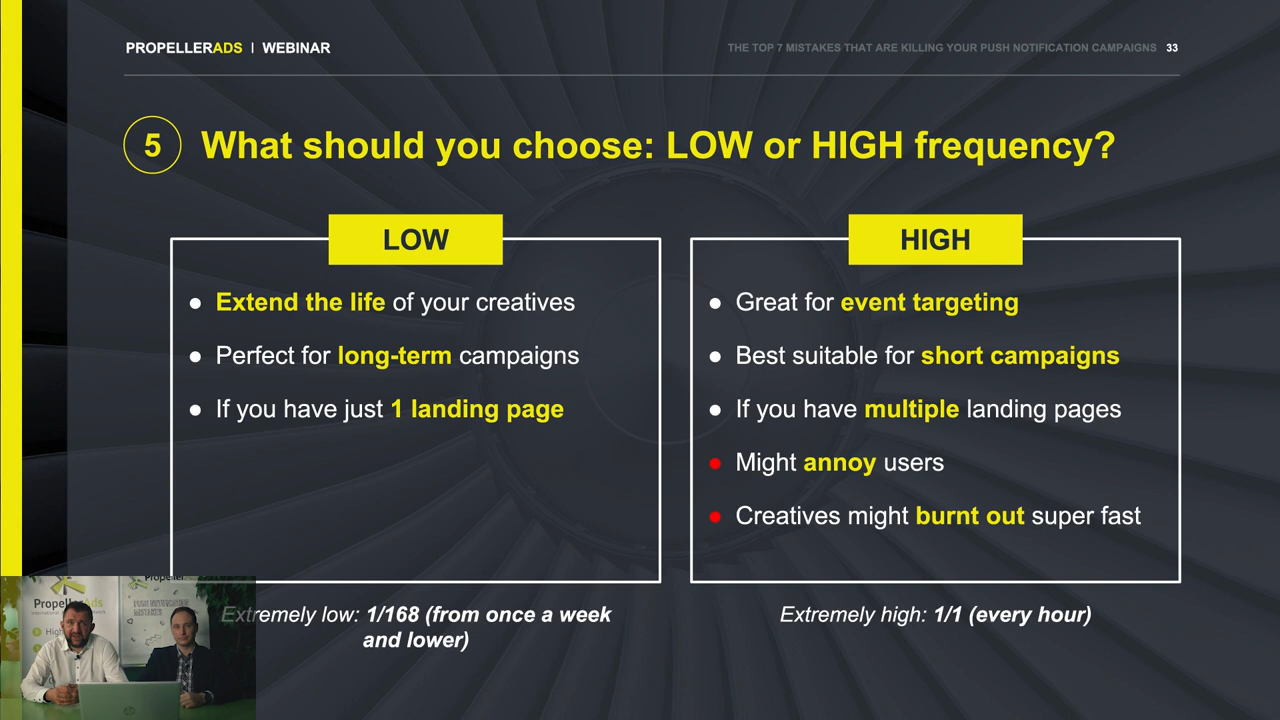 PROPELLERADS | WEBINAR
THE TOP 7 MISTAKES THAT ARE KILLING YOUR PUSH NOTIFICATION CAMPAIGNS 33
5 What should you choose: LOW or HIGH frequency?
LOW
● Extend the life of your creatives
● Perfect for long-term campaigns
● If you have just 1 landing page
Extremely low: 1/168 (from once a week
and lower)
HIGH
● Great for event targeting
● Best suitable for short campaigns
● If you have multiple landing pages
● Might annoy users
● Creatives might burnt out super fast
Extremely high: 1/1 (every hour)
PropellerAds
Propeller